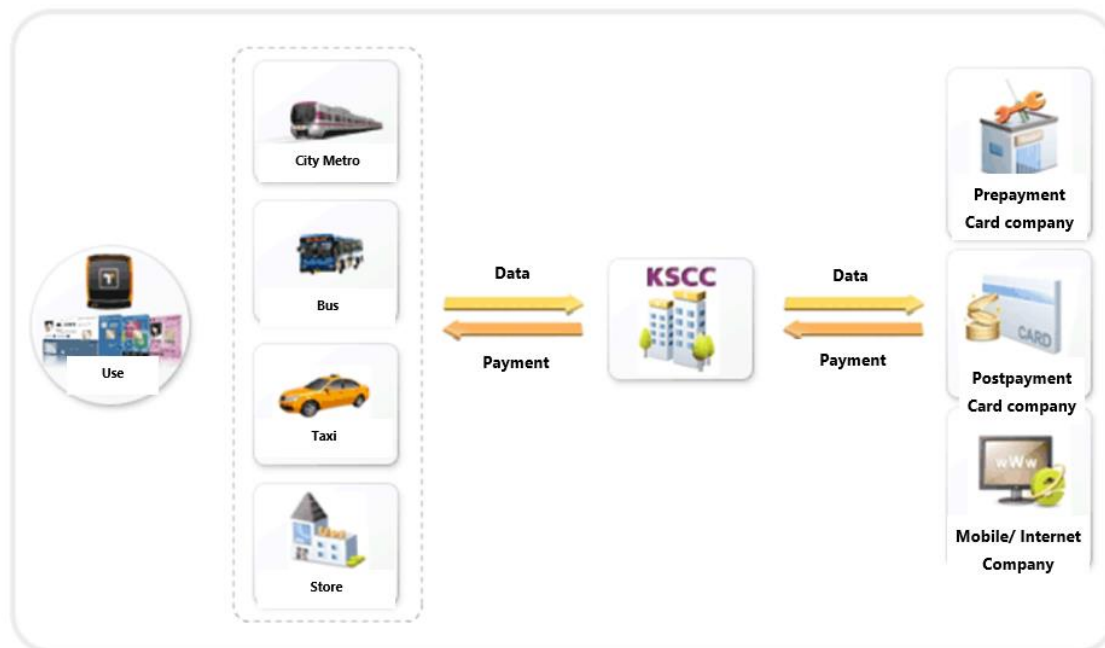 Use
City Metro
Bus
Taxi
Store
Data
Payment
KSCC
Data
Payment
Prepayment
Card company
CARD
Postpayment
Card company
wWw
Mobile/ Internet
Company